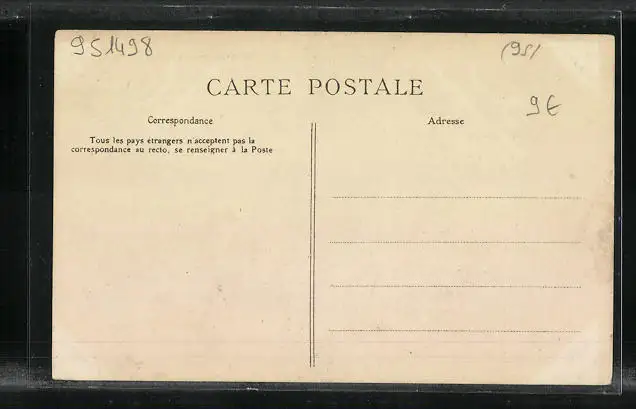 951498
(95)
CARTE POSTALE
9€
Correspondance
Adresse
Tous les pays étrangers n'acceptent pas la
correspondance au recto, se renseigner à la Poste